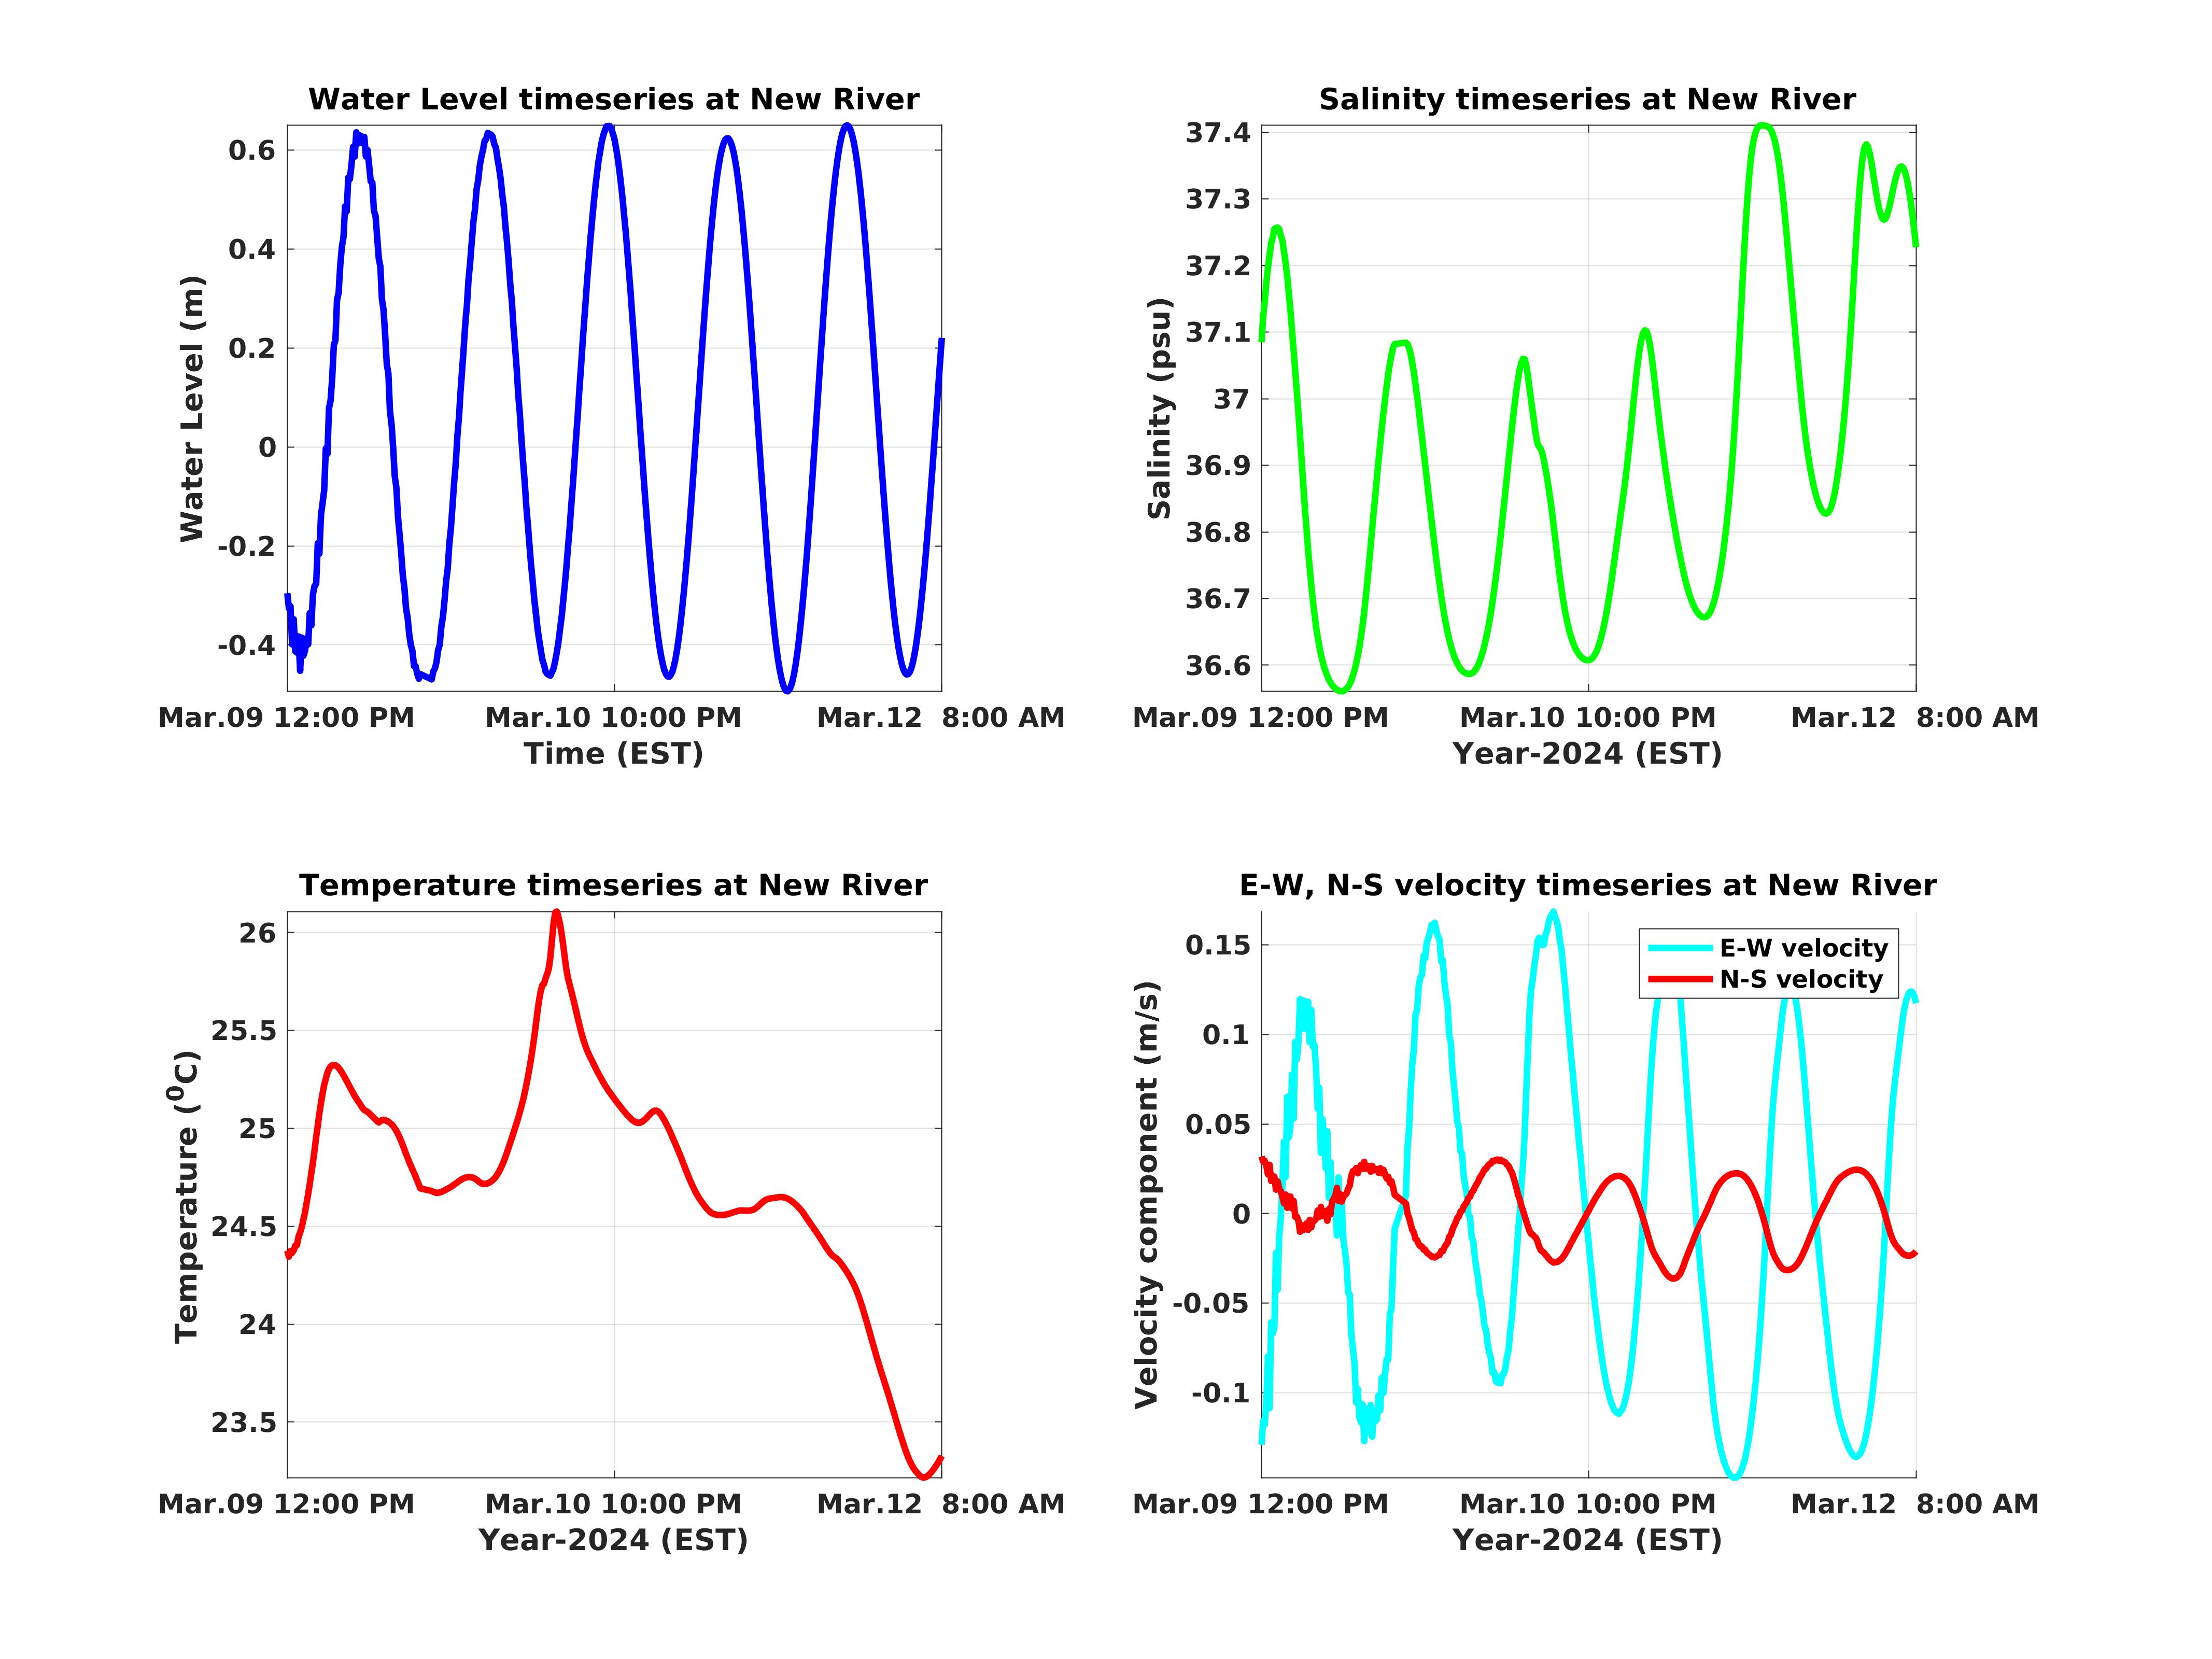 Water Level timeseries at New River
0.6
0.4
0.2
0
-0.2
-0.4
Water Level (m)
Mar.09 12:00 PM Mar.10 10:00 PM Mar.12 8:00 AM
Time (EST)
Salinity timeseries at New River
37.4
37.3
37.2
37.1
37
36.9
36.8
36.7
36.6
Salinity (psu)
Mar.09 12:00 PM Mar.10 10:00 PM Mar.12 8:00 AM
Year-2024 (EST)
Temperature timeseries at New River
26
25.5
25
24.5
24
23.5
Temperature (⁰C)
Mar.09 12:00 PM Mar.10 10:00 PM Mar.12 8:00 AM
Year-2024 (EST)
E-W, N-S velocity timeseries at New River
0.15
0.1
0.05
0
-0.05
-0.1
Velocity component (m/s)
E-W velocity
N-S velocity
Mar.09 12:00 PM Mar.10 10:00 PM Mar.12 8:00 AM
Year-2024 (EST)